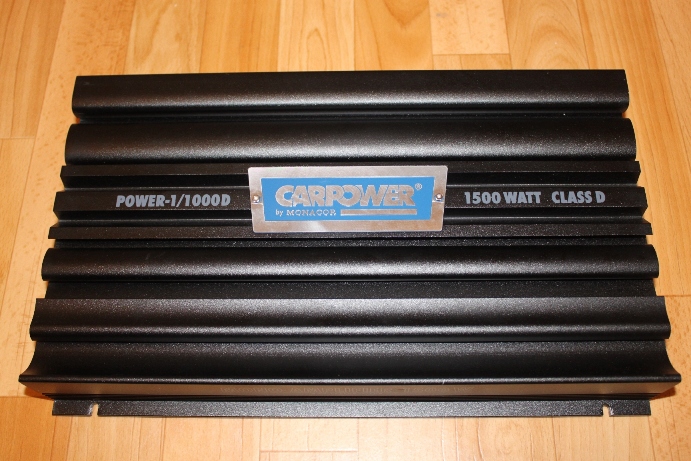 POWER-1/1000D
CARPOWER®
by MONACOR
1500 WATT CLASS D